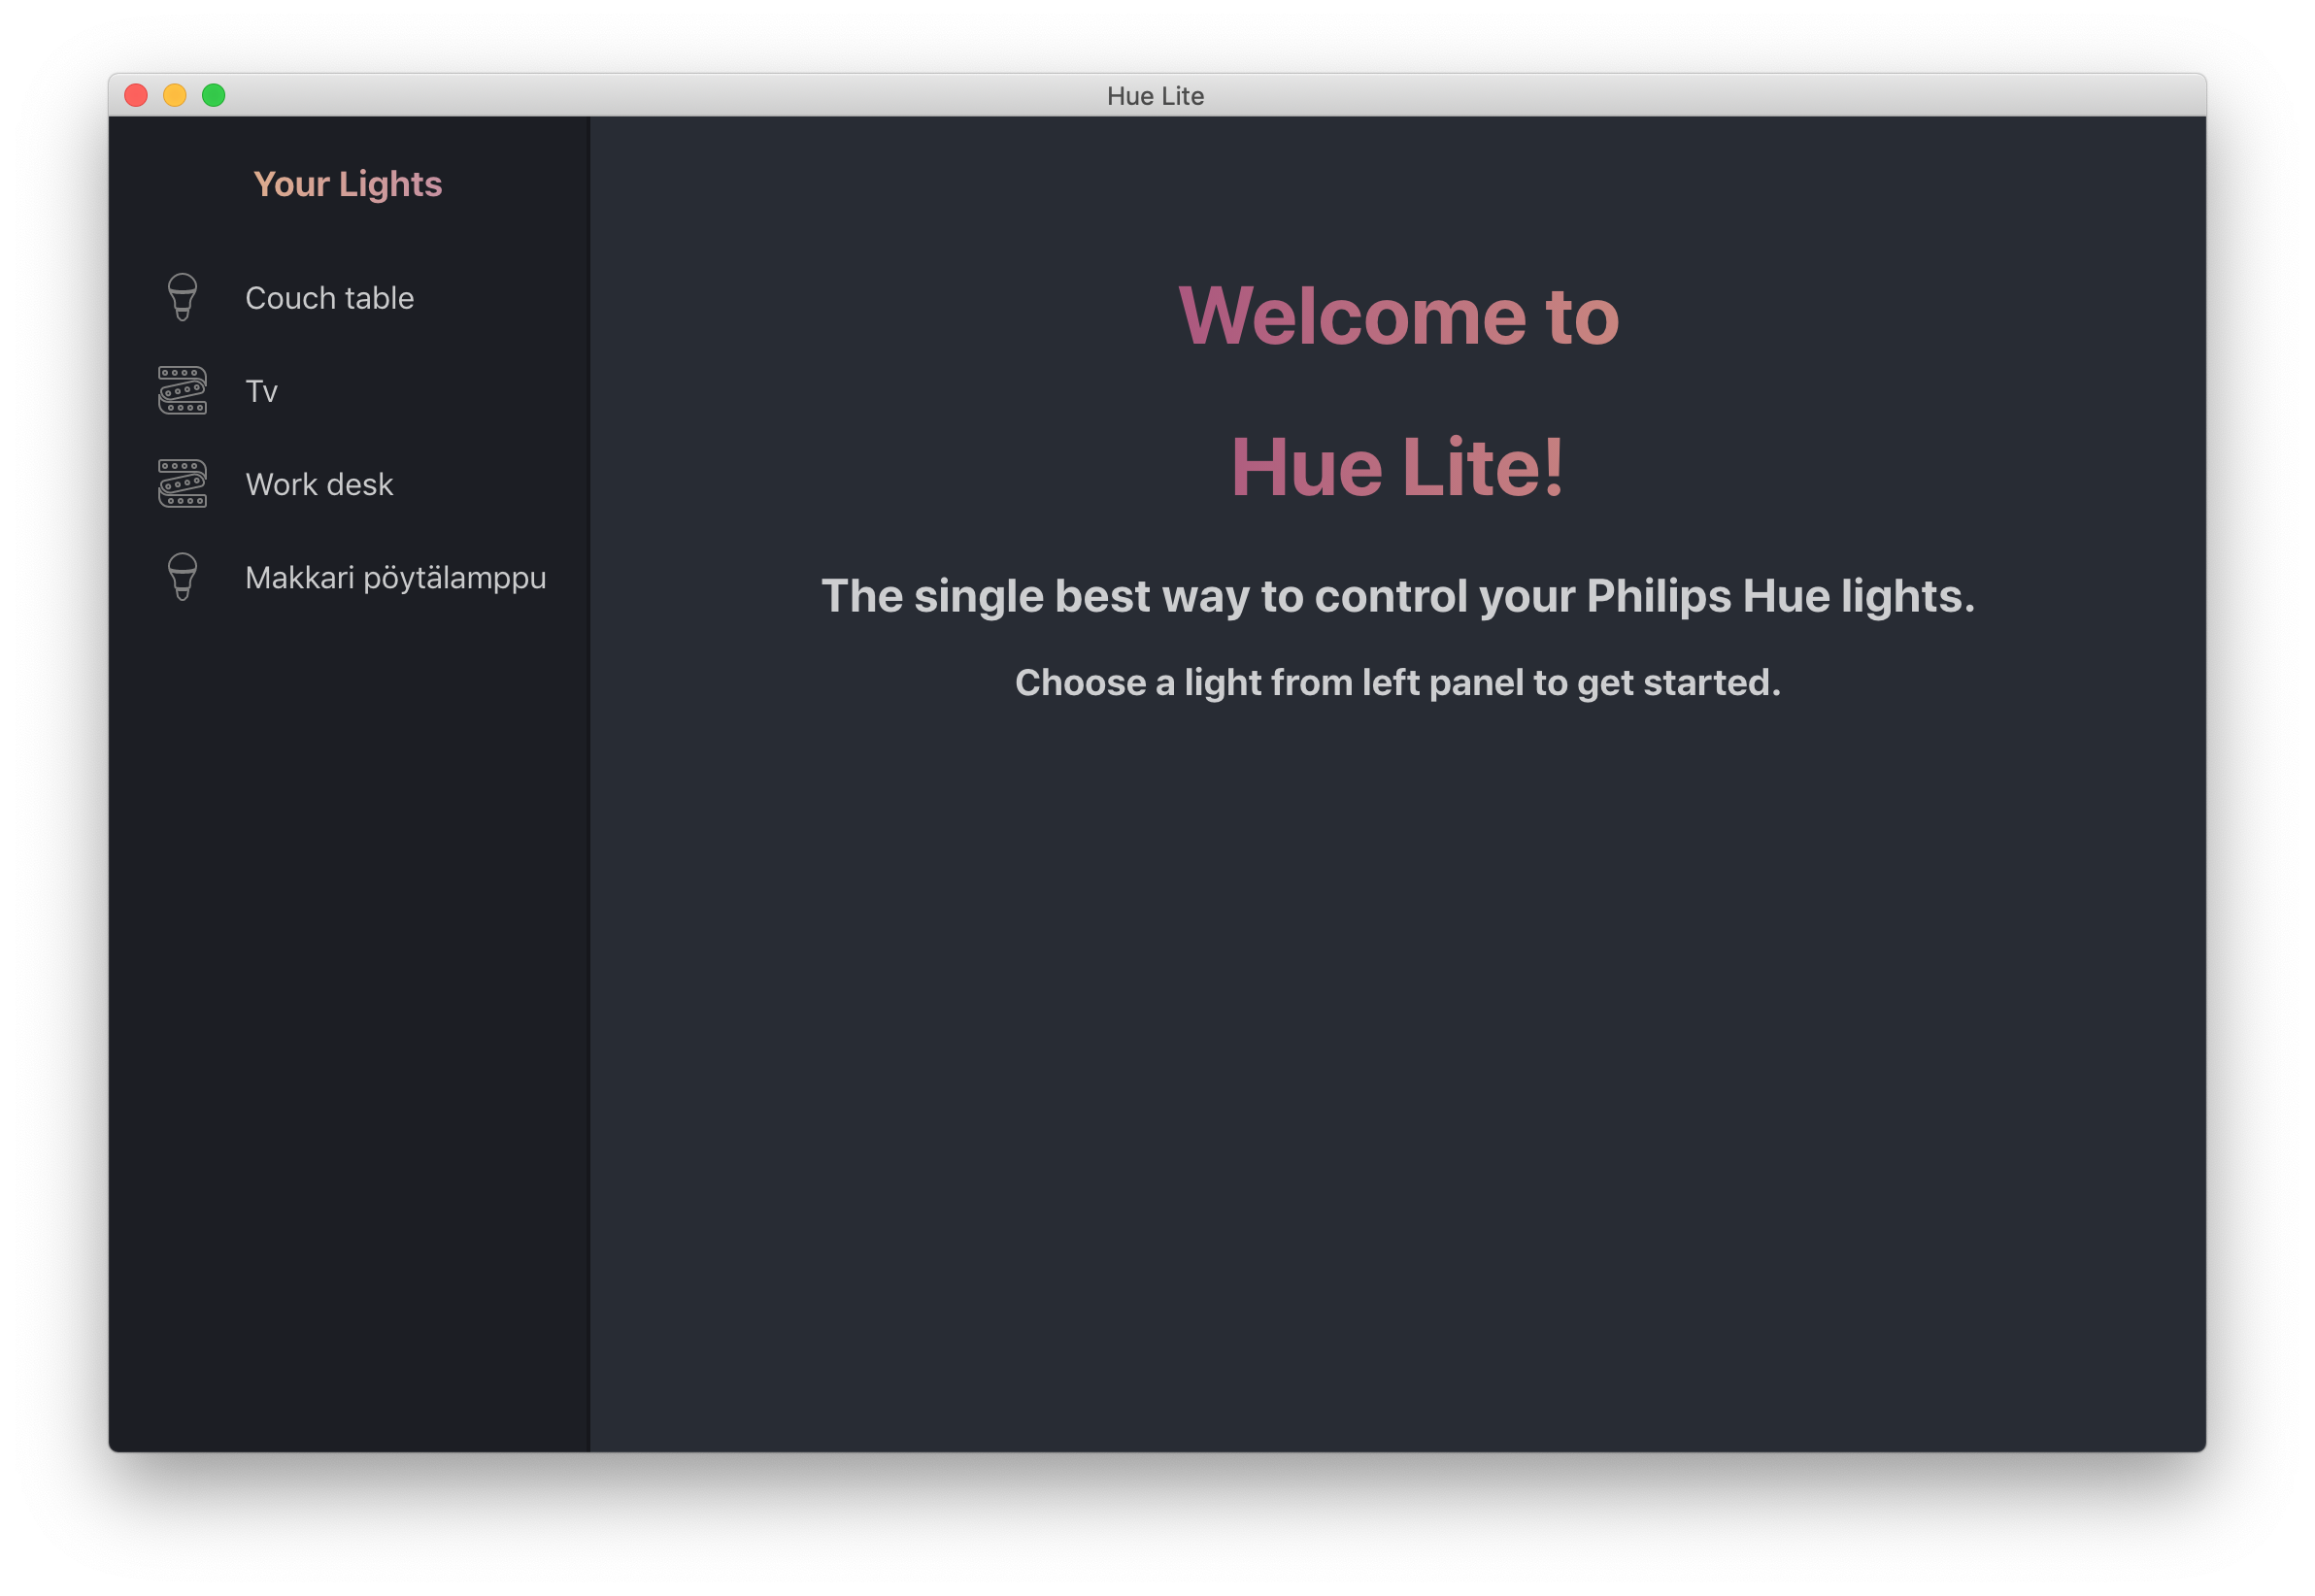 Hue Lite
Your Lights
Couch table
Tv
Work desk
Makkari pöytälamppu
Welcome to
Hue Lite!
The single best way to control your Philips Hue lights.
Choose a light from left panel to get started.